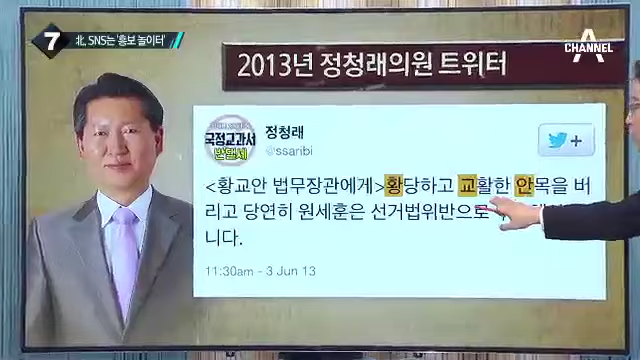 7 北, SNS는 '홍보 놀이터'
CHANNEL A
2013년 정청래의원 트위터
국정교과서
반댈세
정청래
@ssaribi
<황교안 법무장관에게>황당하고 교활한 안목을 버
리고 당연히 원세훈은 선거법위반으로
니다.
11:30am - 3 Jun 13